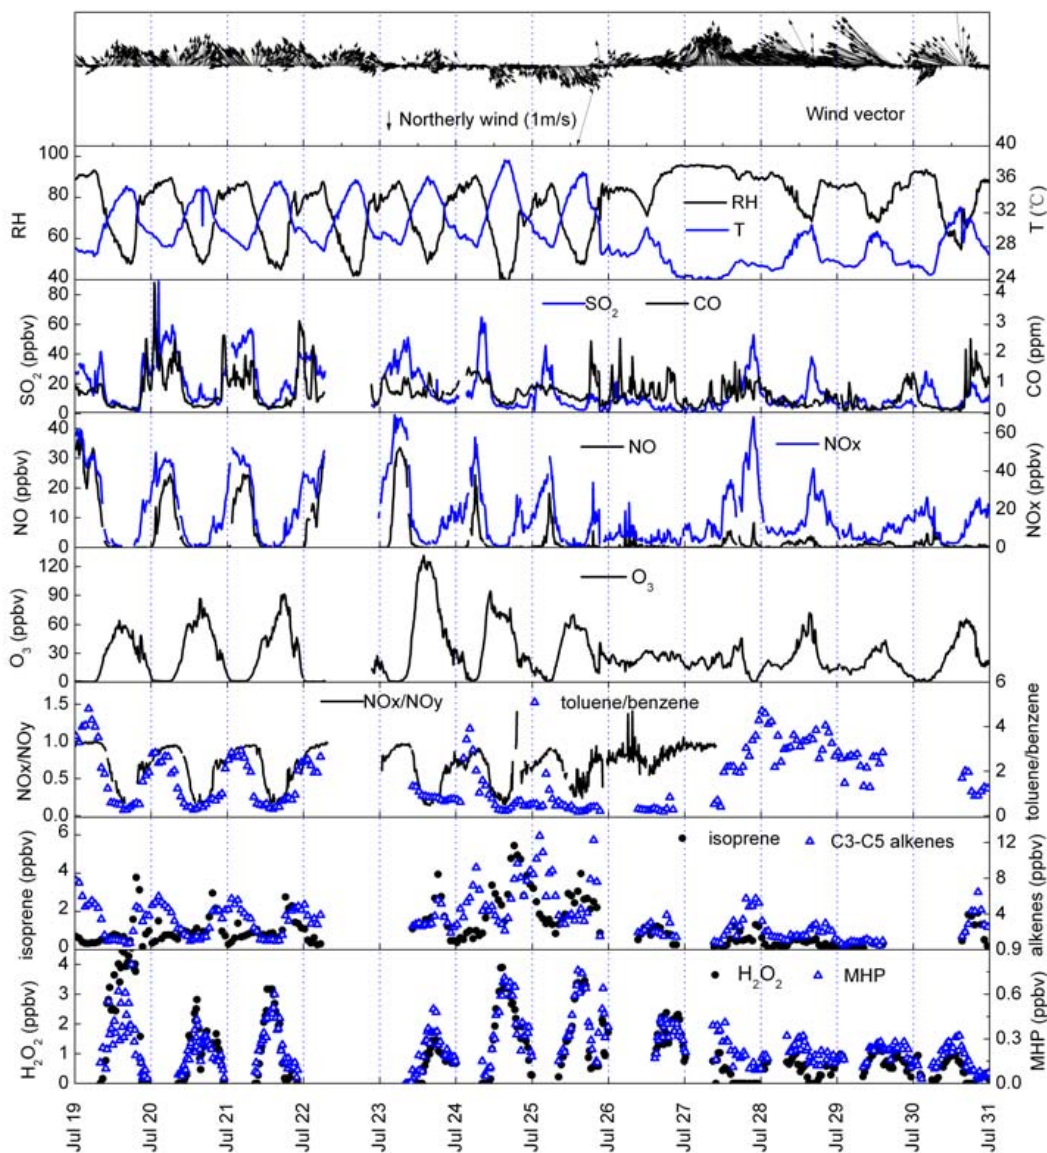 Northerly wind (1m/s) Wind vector
40
100 36
80 32
60 28
40 24
RH
RH
T
T (℃)
80 4
60 3
40 2
20 1
0 0
SO2 (ppbv)
SO2 CO
CO (ppm)
40 60
30 40
20
10 20
0 0
NO (ppbv)
NO NOx
NOx (ppbv)
120
90
60
30
0
O3 (ppbv)
O3
6
1.5
4
1.0
0.5 2
0.0 0
NOx/NOy
NOx/NOy toluene/benzene
toluene/benzene
6 12
4 8
2 4
0 0.9
isoprene (ppbv)
isoprene C3-C5 alkenes
alkenes (ppbv)
4
3 0.6
2
1 0.3
0 0.0
H2O2 (ppbv)
H2O2 MHP
MHP (ppbv)
Jul 19 Jul 20 Jul 21 Jul 22 Jul 23 Jul 24 Jul 25 Jul 26 Jul 27 Jul 28 Jul 29 Jul 30 Jul 31